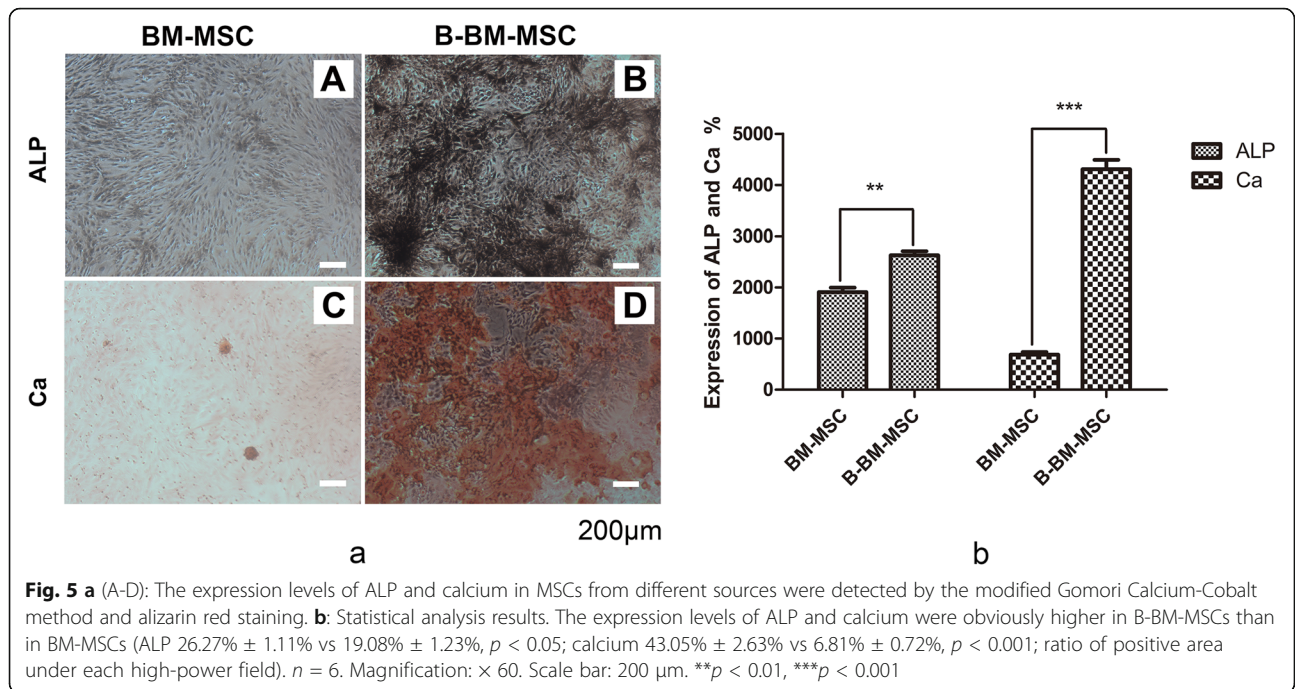 BM-MSC B-BM-MSC
ALP
A
B
Ca
C
D
200µm
a
Expression of ALP and Ca %
5000
4000
3000
2000
1000
0
**
***
ALP
Ca
BM-MSC
B-BM-MSC
BM-MSC
B-BM-MSC
b
Fig. 5 a (A-D): The expression levels of ALP and calcium in MSCs from different sources were detected by the modified Gomori Calcium-Cobalt
method and alizarin red staining. b: Statistical analysis results. The expression levels of ALP and calcium were obviously higher in B-BM-MSCs than
in BM-MSCs (ALP 26.27% ± 1.11% vs 19.08% ± 1.23%, p < 0.05; calcium 43.05% ± 2.63% vs 6.81% ± 0.72%, p < 0.001; ratio of positive area
under each high-power field). n = 6. Magnification: × 60. Scale bar: 200 μm. **p < 0.01, ***p < 0.001